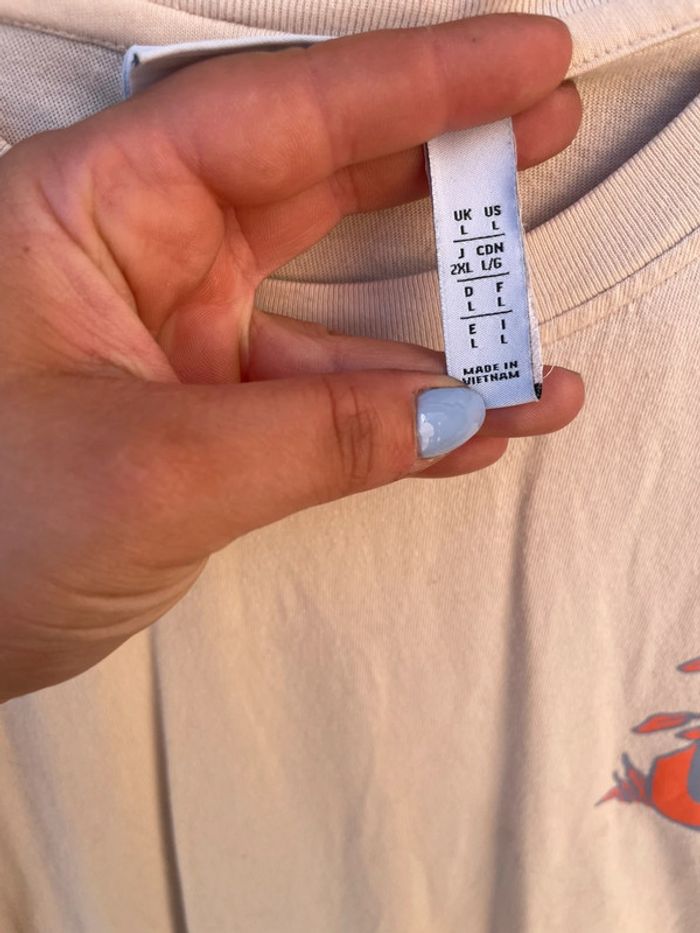 UK US
L L
J CDN
2XL L/G
D F
L L
E I
L L
MADE IN
VIETNAM